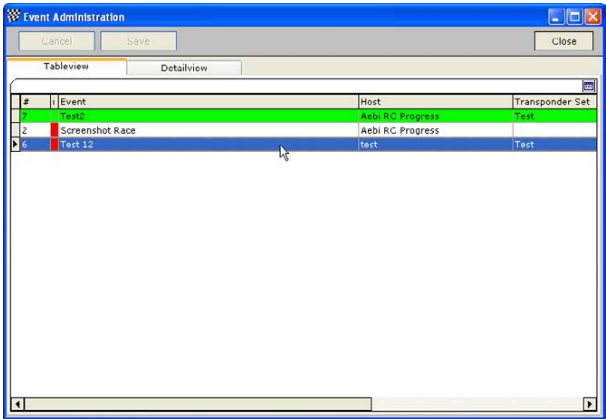 Event Administration
Cancel Save Close
Tableview Detailview
# ! Event Host Transponder Set
7 Test2 Aebi RC Progress Test
2 Screenshot Race Aebi RC Progress
6 Test 12 test Test